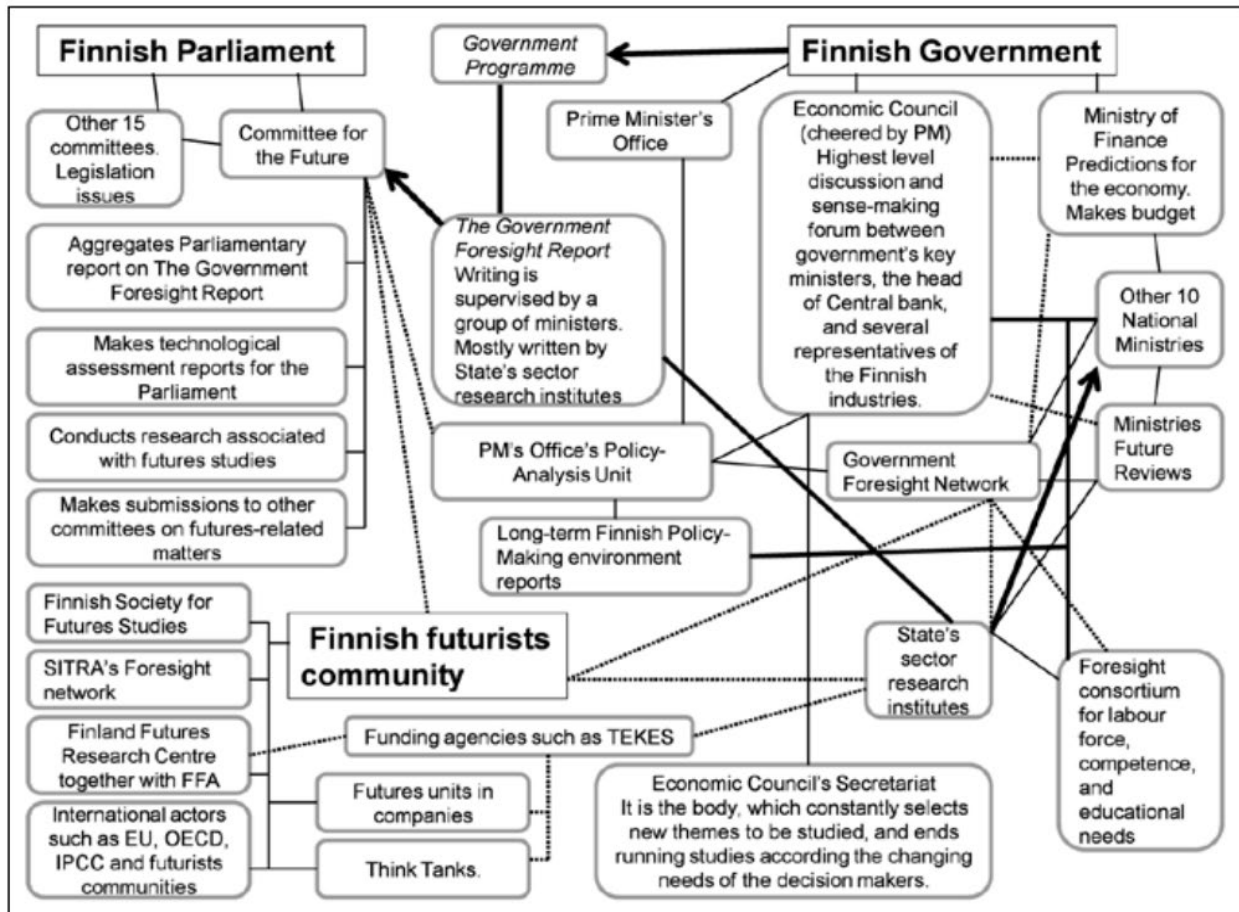 Finnish Parliament
Government
Programme
Finnish Government
Other 15
committees.
Legislation
issues
Committee for
the Future
Prime Minister's
Office
Economic Council
(cheered by PM)
Highest level
discussion and
sense-making
forum between
government's key
ministers, the head
of Central bank,
and several
representatives of
the Finnish
industries.
Ministry of
Finance
Predictions for
the economy.
Makes budget
The Government
Foresight Report
Writing is
supervised by a
group of ministers.
Mostly written by
State's sector
research institutes
Aggregates Parliamentary
report on The Government
Foresight Report
Makes technological
assessment reports for the
Parliament
Conducts research associated
with futures studies
Makes submissions to other
committees on futures-related
matters
Other 10
National
Ministries
Ministries
Future
Reviews
PM's Office's Policy-
Analysis Unit
Government
Foresight Network
Long-term Finnish Policy-
Making environment
reports
Finnish Society for
Futures Studies
SITRA's Foresight
network
Finland Futures
Research Centre
together with FFA
International actors
such as EU, OECD,
IPCC and futurists
communities
Finnish futurists
community
Funding agencies such as TEKES
Futures units in
companies
Think Tanks.
State's
sector
research
institutes
Economic Council's Secretariat
It is the body, which constantly selects
new themes to be studied, and ends
running studies according the changing
needs of the decision makers.
Foresight
consortium
for labour
force,
competence,
and
educational
needs